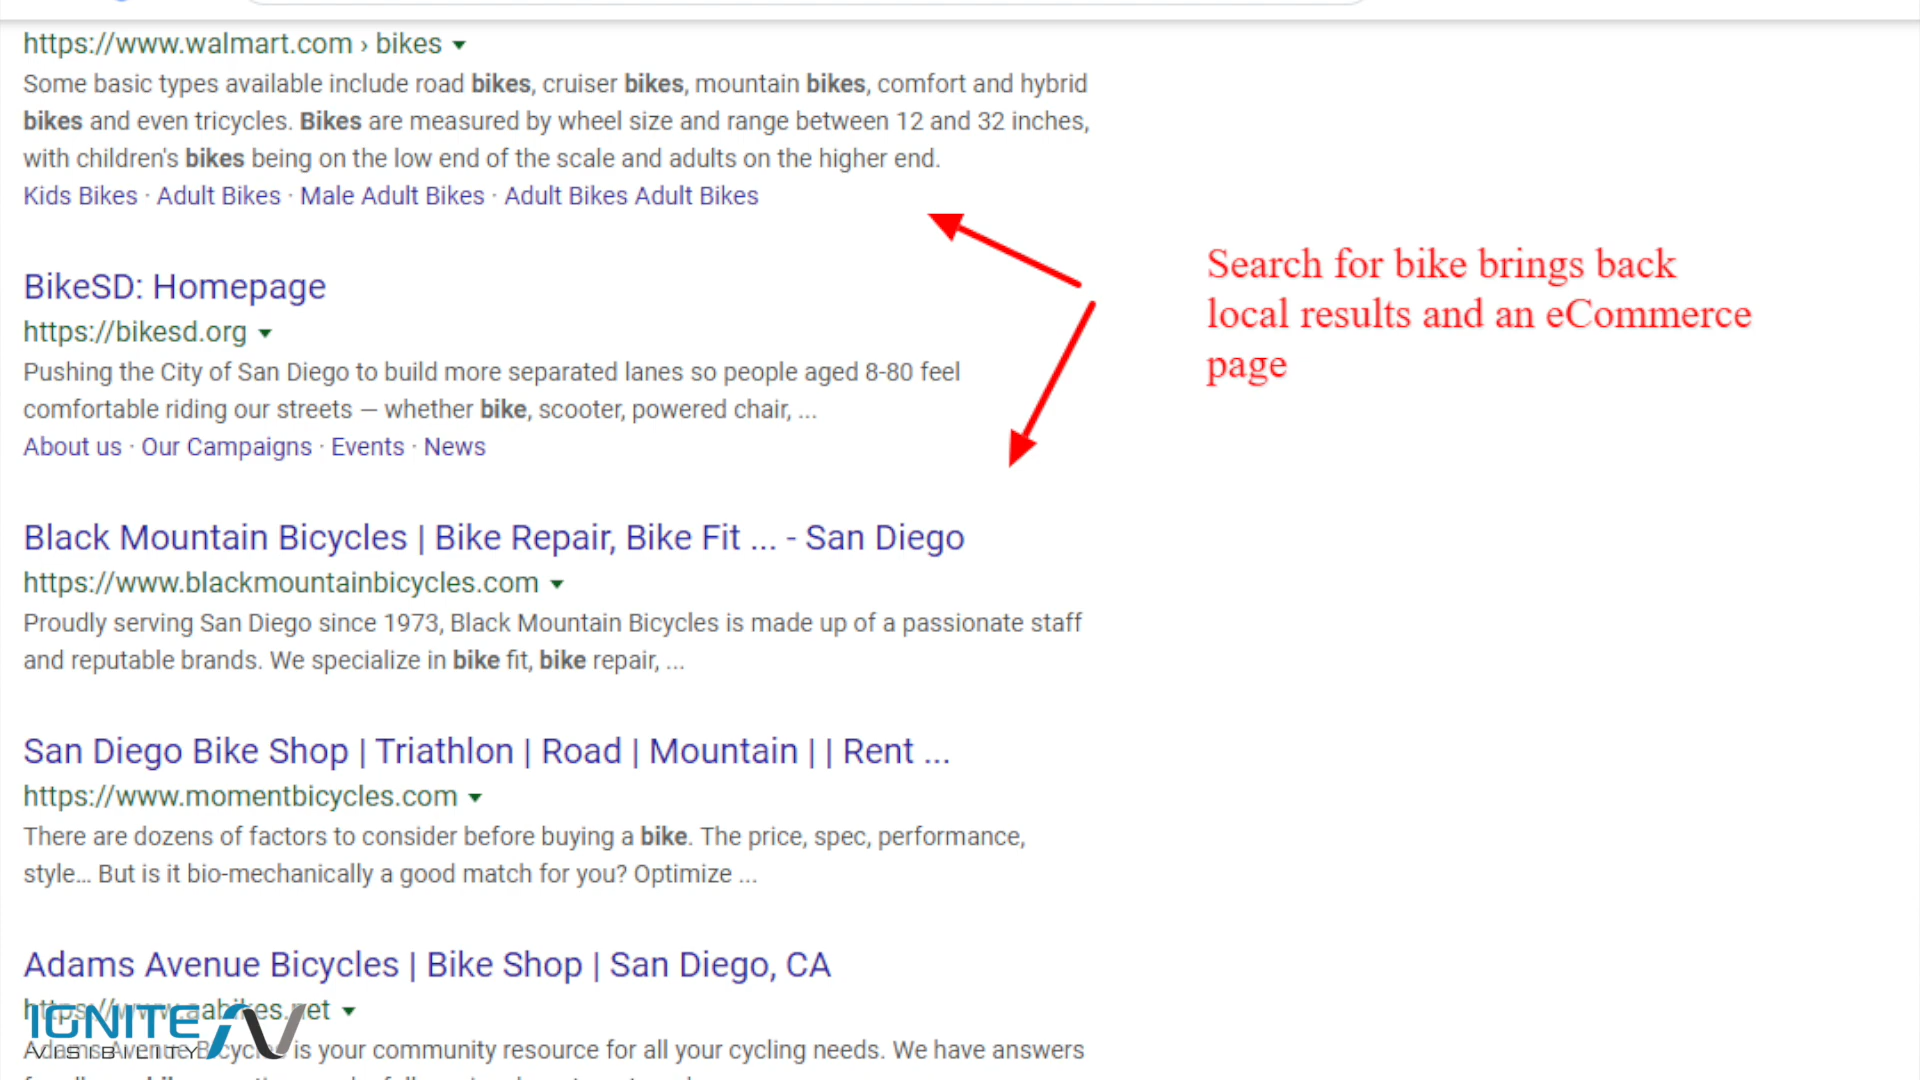 https://www.walmart.com › bikes
Some basic types available include road bikes, cruiser bikes, mountain bikes, comfort and hybrid
bikes and even tricycles. Bikes are measured by wheel size and range between 12 and 32 inches,
with children's bikes being on the low end of the scale and adults on the higher end.
Kids Bikes · Adult Bikes · Male Adult Bikes · Adult Bikes Adult Bikes
Search for bike brings back
local results and an eCommerce
page
BikeSD: Homepage
https://bikesd.org
Pushing the City of San Diego to build more separated lanes so people aged 8-80 feel
comfortable riding our streets — whether bike, scooter, powered chair, ...
About us · Our Campaigns · Events · News
Black Mountain Bicycles | Bike Repair, Bike Fit ... - San Diego
https://www.blackmountainbicycles.com
Proudly serving San Diego since 1973, Black Mountain Bicycles is made up of a passionate staff
and reputable brands. We specialize in bike fit, bike repair, ...
San Diego Bike Shop | Triathlon | Road | Mountain | | Rent ...
https://www.momentbicycles.com
There are dozens of factors to consider before buying a bike. The price, spec, performance,
style... But is it bio-mechanically a good match for you? Optimize ...
Adams Avenue Bicycles | Bike Shop | San Diego, CA
https://www.aabikes.net
Adams Avenue Bicycles is your community resource for all your cycling needs. We have answers
IGNITE
VISIBILITY